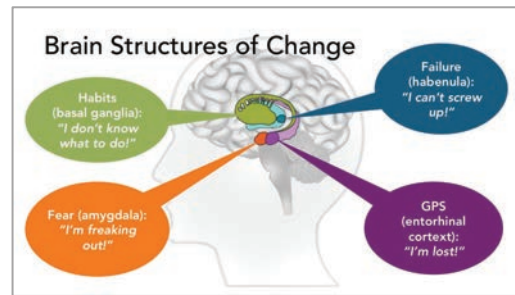 Brain Structures of Change
Habits
(basal ganglia):
"I don't know
what to do!"
Failure
(habenula):
"I can't screw
up!"
Fear (amygdala):
"I'm freaking
out!"
GPS
(entorhinal
cortex):
"I'm lost!"